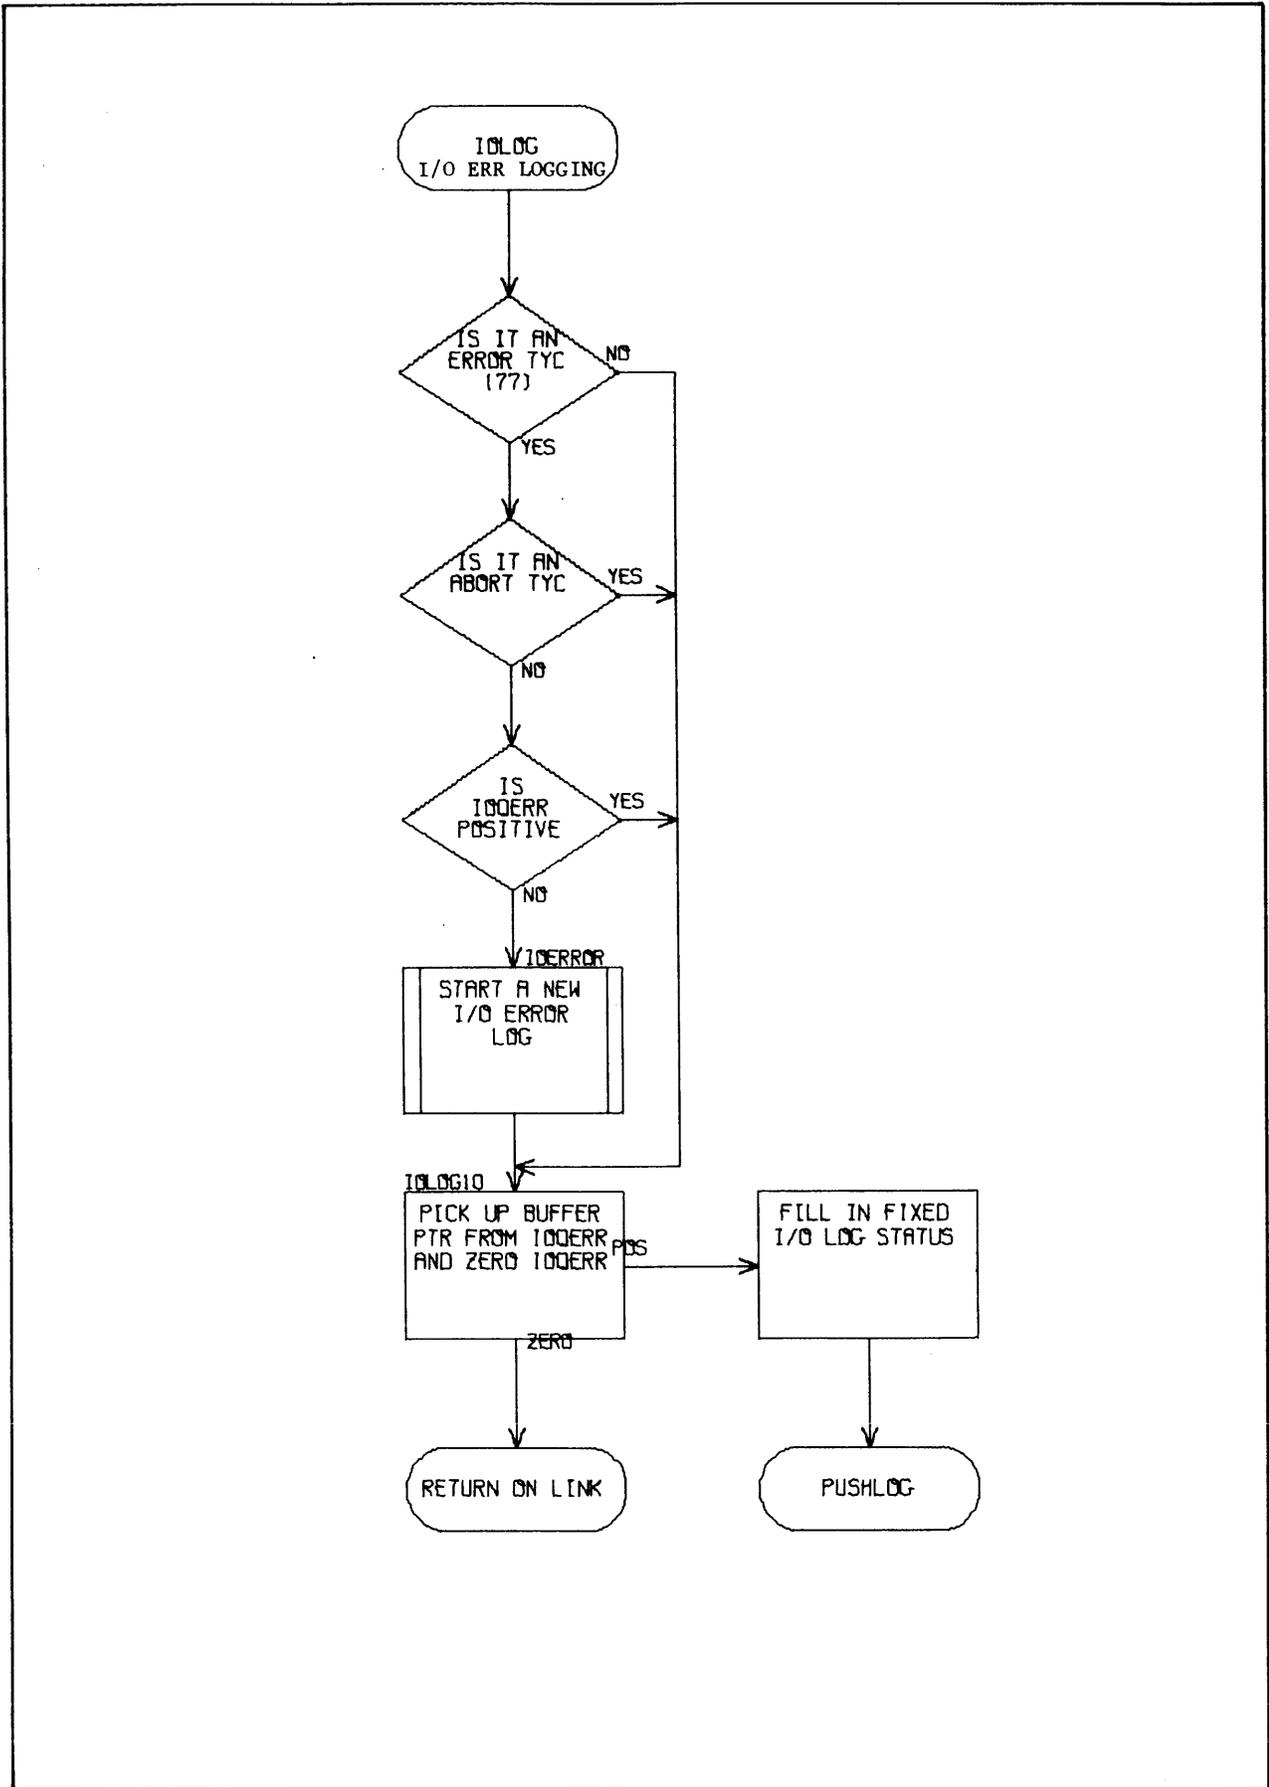 IOLOG
I/O ERR LOGGING
IS IT AN
ERROR TYC
(77)
NO
YES
IS IT AN
ABORT TYC
YES
NO
IS
IOQERR
POSITIVE
YES
NO
IOERROR
START A NEW
I/O ERROR
LOG
IOLOG10
PICK UP BUFFER
PTR FROM IOQERR
AND ZERO IOQERR
POS
FILL IN FIXED
I/O LOG STATUS
ZERO
RETURN ON LINK
PUSHLOG